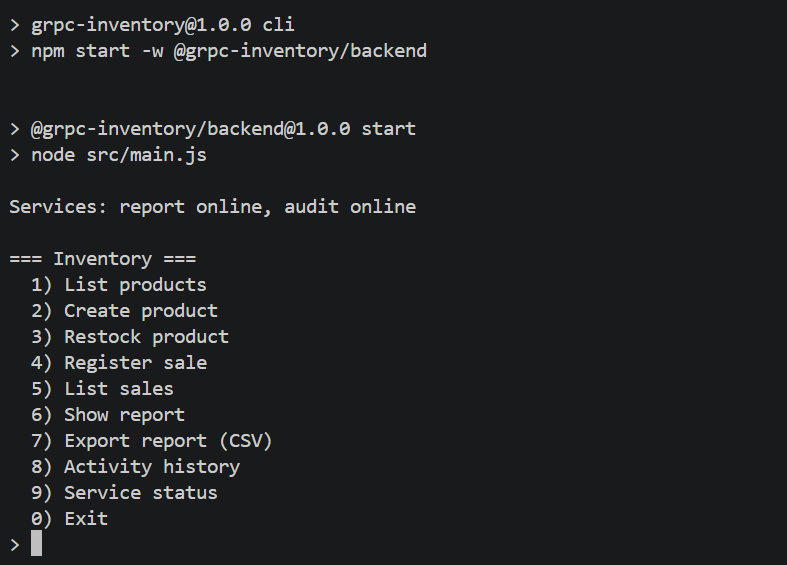 > grpc-inventory@1.0.0 cli
> npm start -w @grpc-inventory/backend
> @grpc-inventory/backend@1.0.0 start
> node src/main.js
Services: report online, audit online
=== Inventory ===
1) List products
2) Create product
3) Restock product
4) Register sale
5) List sales
6) Show report
7) Export report (CSV)
8) Activity history
9) Service status
0) Exit
>